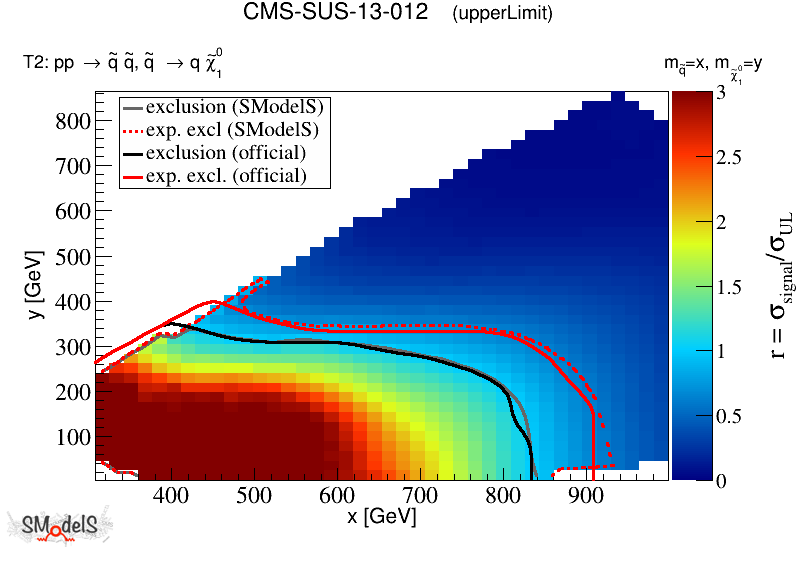 CMS-SUS-13-012 (upperLimit)
T2: pp → q̃ q̃, q̃ → q χ̃₁⁰
m_q̃=x, m_χ̃₁⁰=y
exclusion (SModelS)
exp. excl (SModelS)
exclusion (official)
exp. excl. (official)
800
700
600
500
400
300
200
100
y [GeV]
400 500 600 700 800 900
x [GeV]
3
2.5
2
1.5
1
0.5
0
r = σ_signal/σ_UL
SModelS